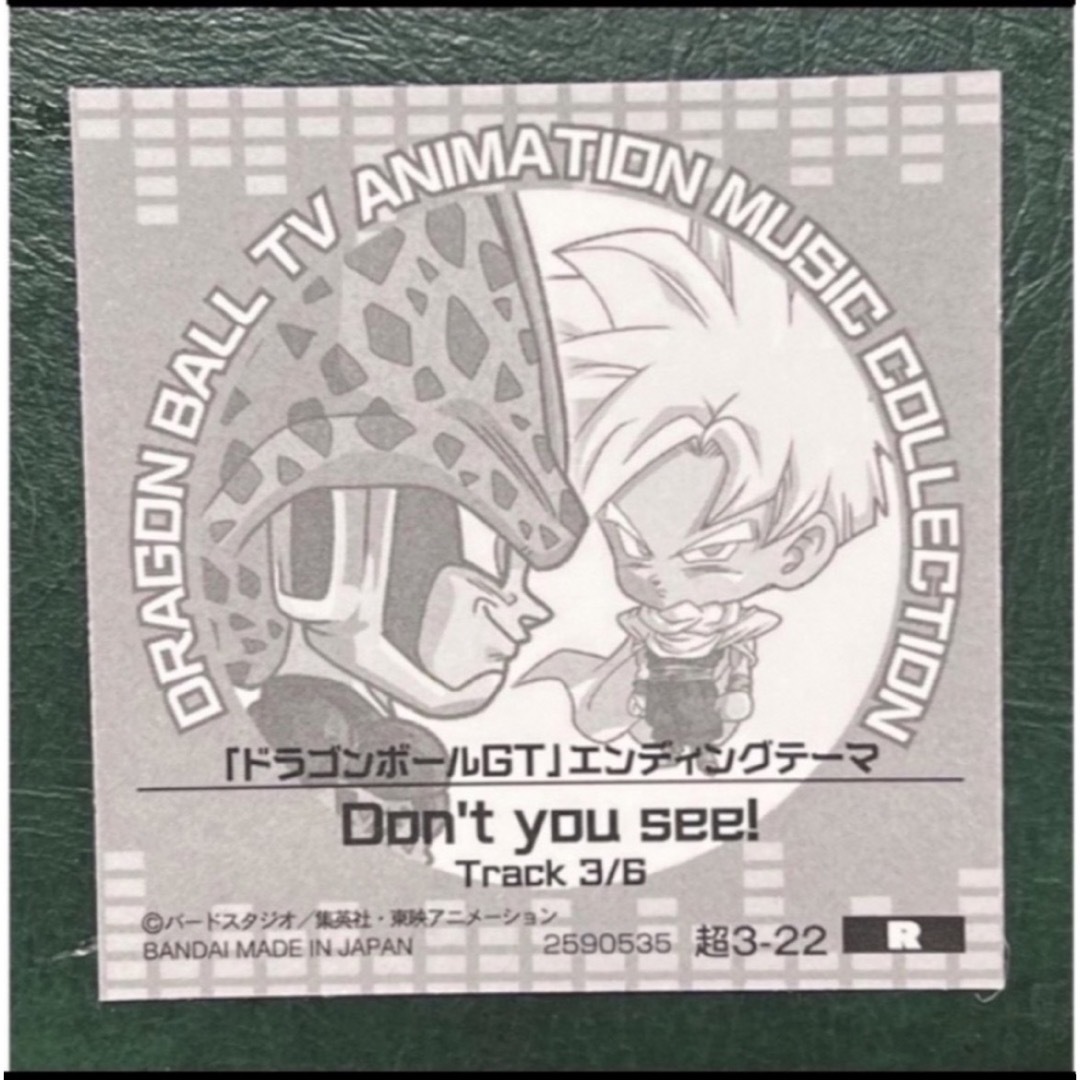 DRAGON BALL TV ANIMATION MUSIC COLLECTION
「ドラゴンボールGT」エンディングテーマ
Don't you see!
Track 3/6
©バードスタジオ／集英社・東映アニメーション
BANDAI MADE IN JAPAN 2590535 超3-22 R